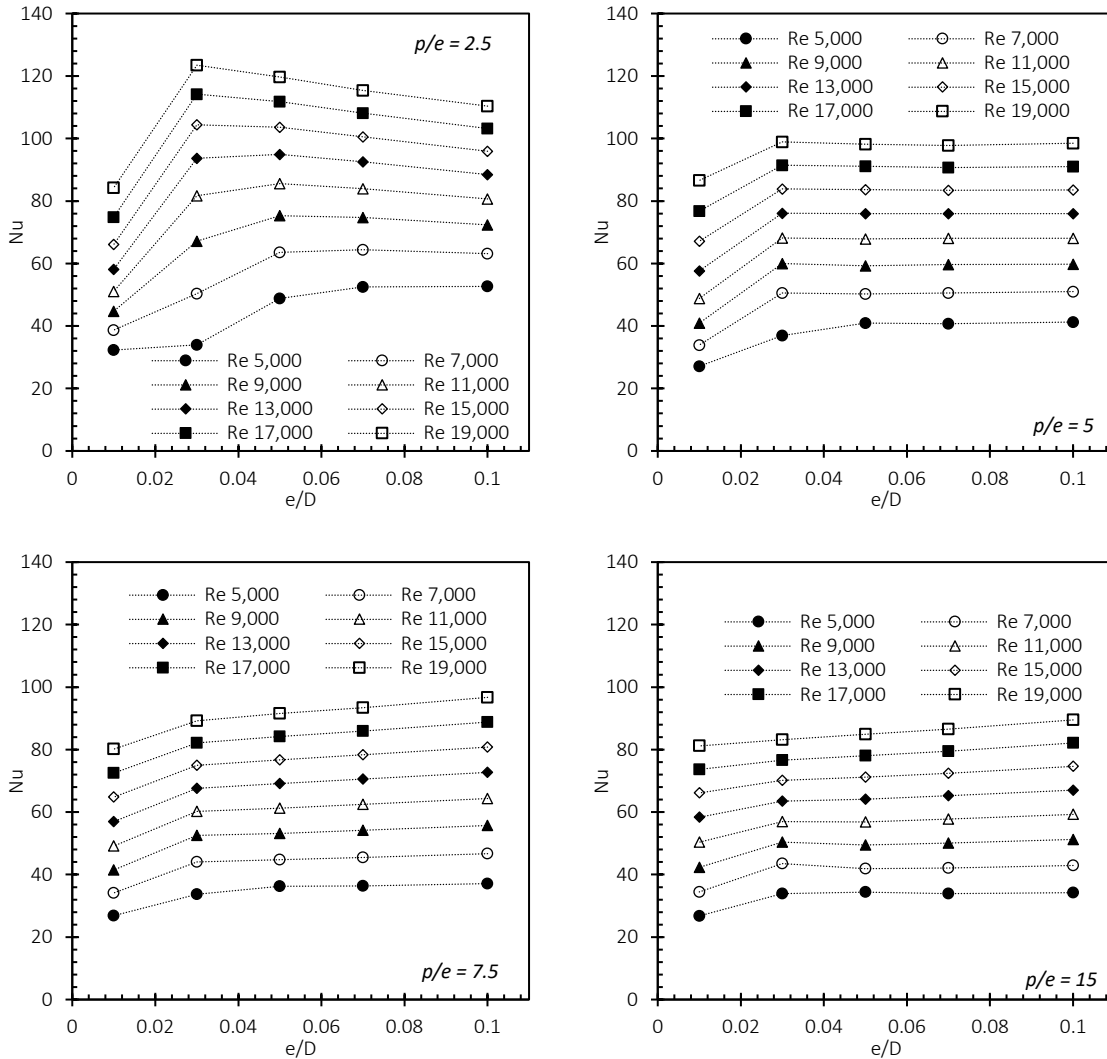 140
120
100
80
60
40
20
0
Nu
p/e = 2.5
Re 5,000 Re 7,000
Re 9,000 Re 11,000
Re 13,000 Re 15,000
Re 17,000 Re 19,000
0 0.02 0.04 0.06 0.08 0.1
e/D
140
120
100
80
60
40
20
0
Nu
Re 5,000 Re 7,000
Re 9,000 Re 11,000
Re 13,000 Re 15,000
Re 17,000 Re 19,000
p/e = 5
0 0.02 0.04 0.06 0.08 0.1
e/D
140
120
100
80
60
40
20
0
Nu
Re 5,000 Re 7,000
Re 9,000 Re 11,000
Re 13,000 Re 15,000
Re 17,000 Re 19,000
p/e = 7.5
0 0.02 0.04 0.06 0.08 0.1
e/D
140
120
100
80
60
40
20
0
Nu
Re 5,000 Re 7,000
Re 9,000 Re 11,000
Re 13,000 Re 15,000
Re 17,000 Re 19,000
p/e = 15
0 0.02 0.04 0.06 0.08 0.1
e/D